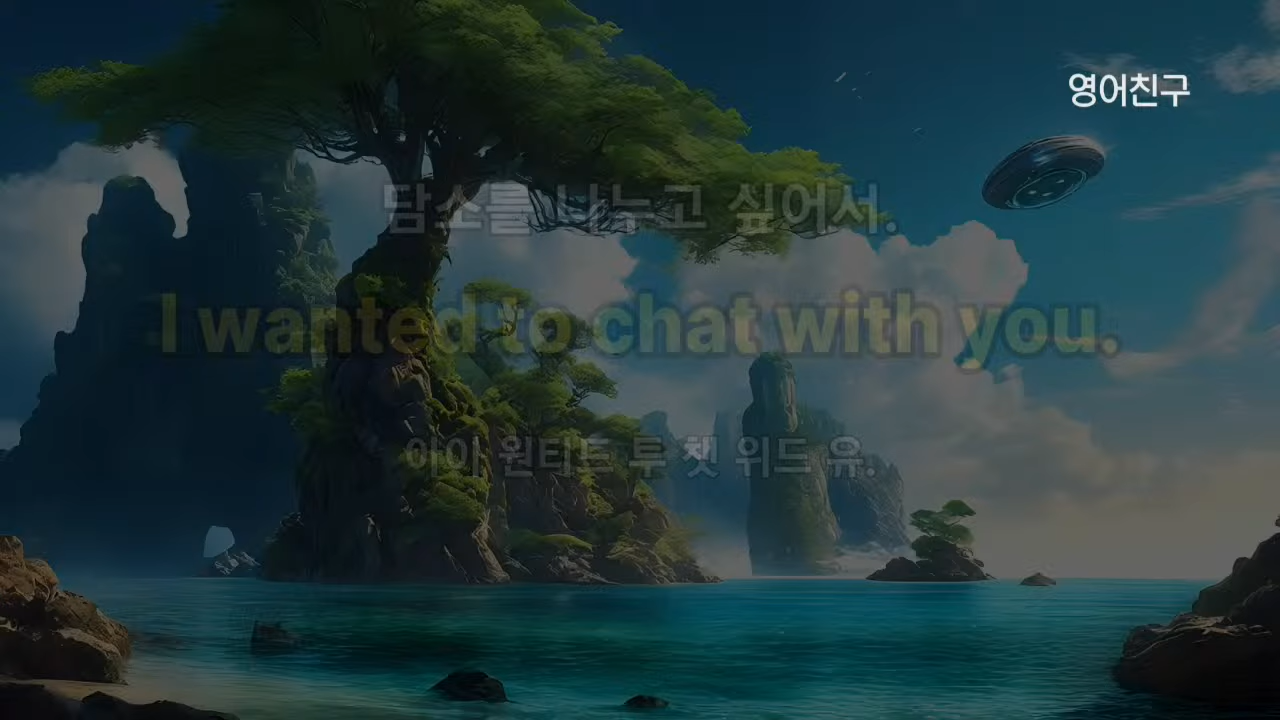 영어친구
담소를 나누고 싶어서.
I wanted to chat with you.
아이 원티드 투 챗 위드 유.